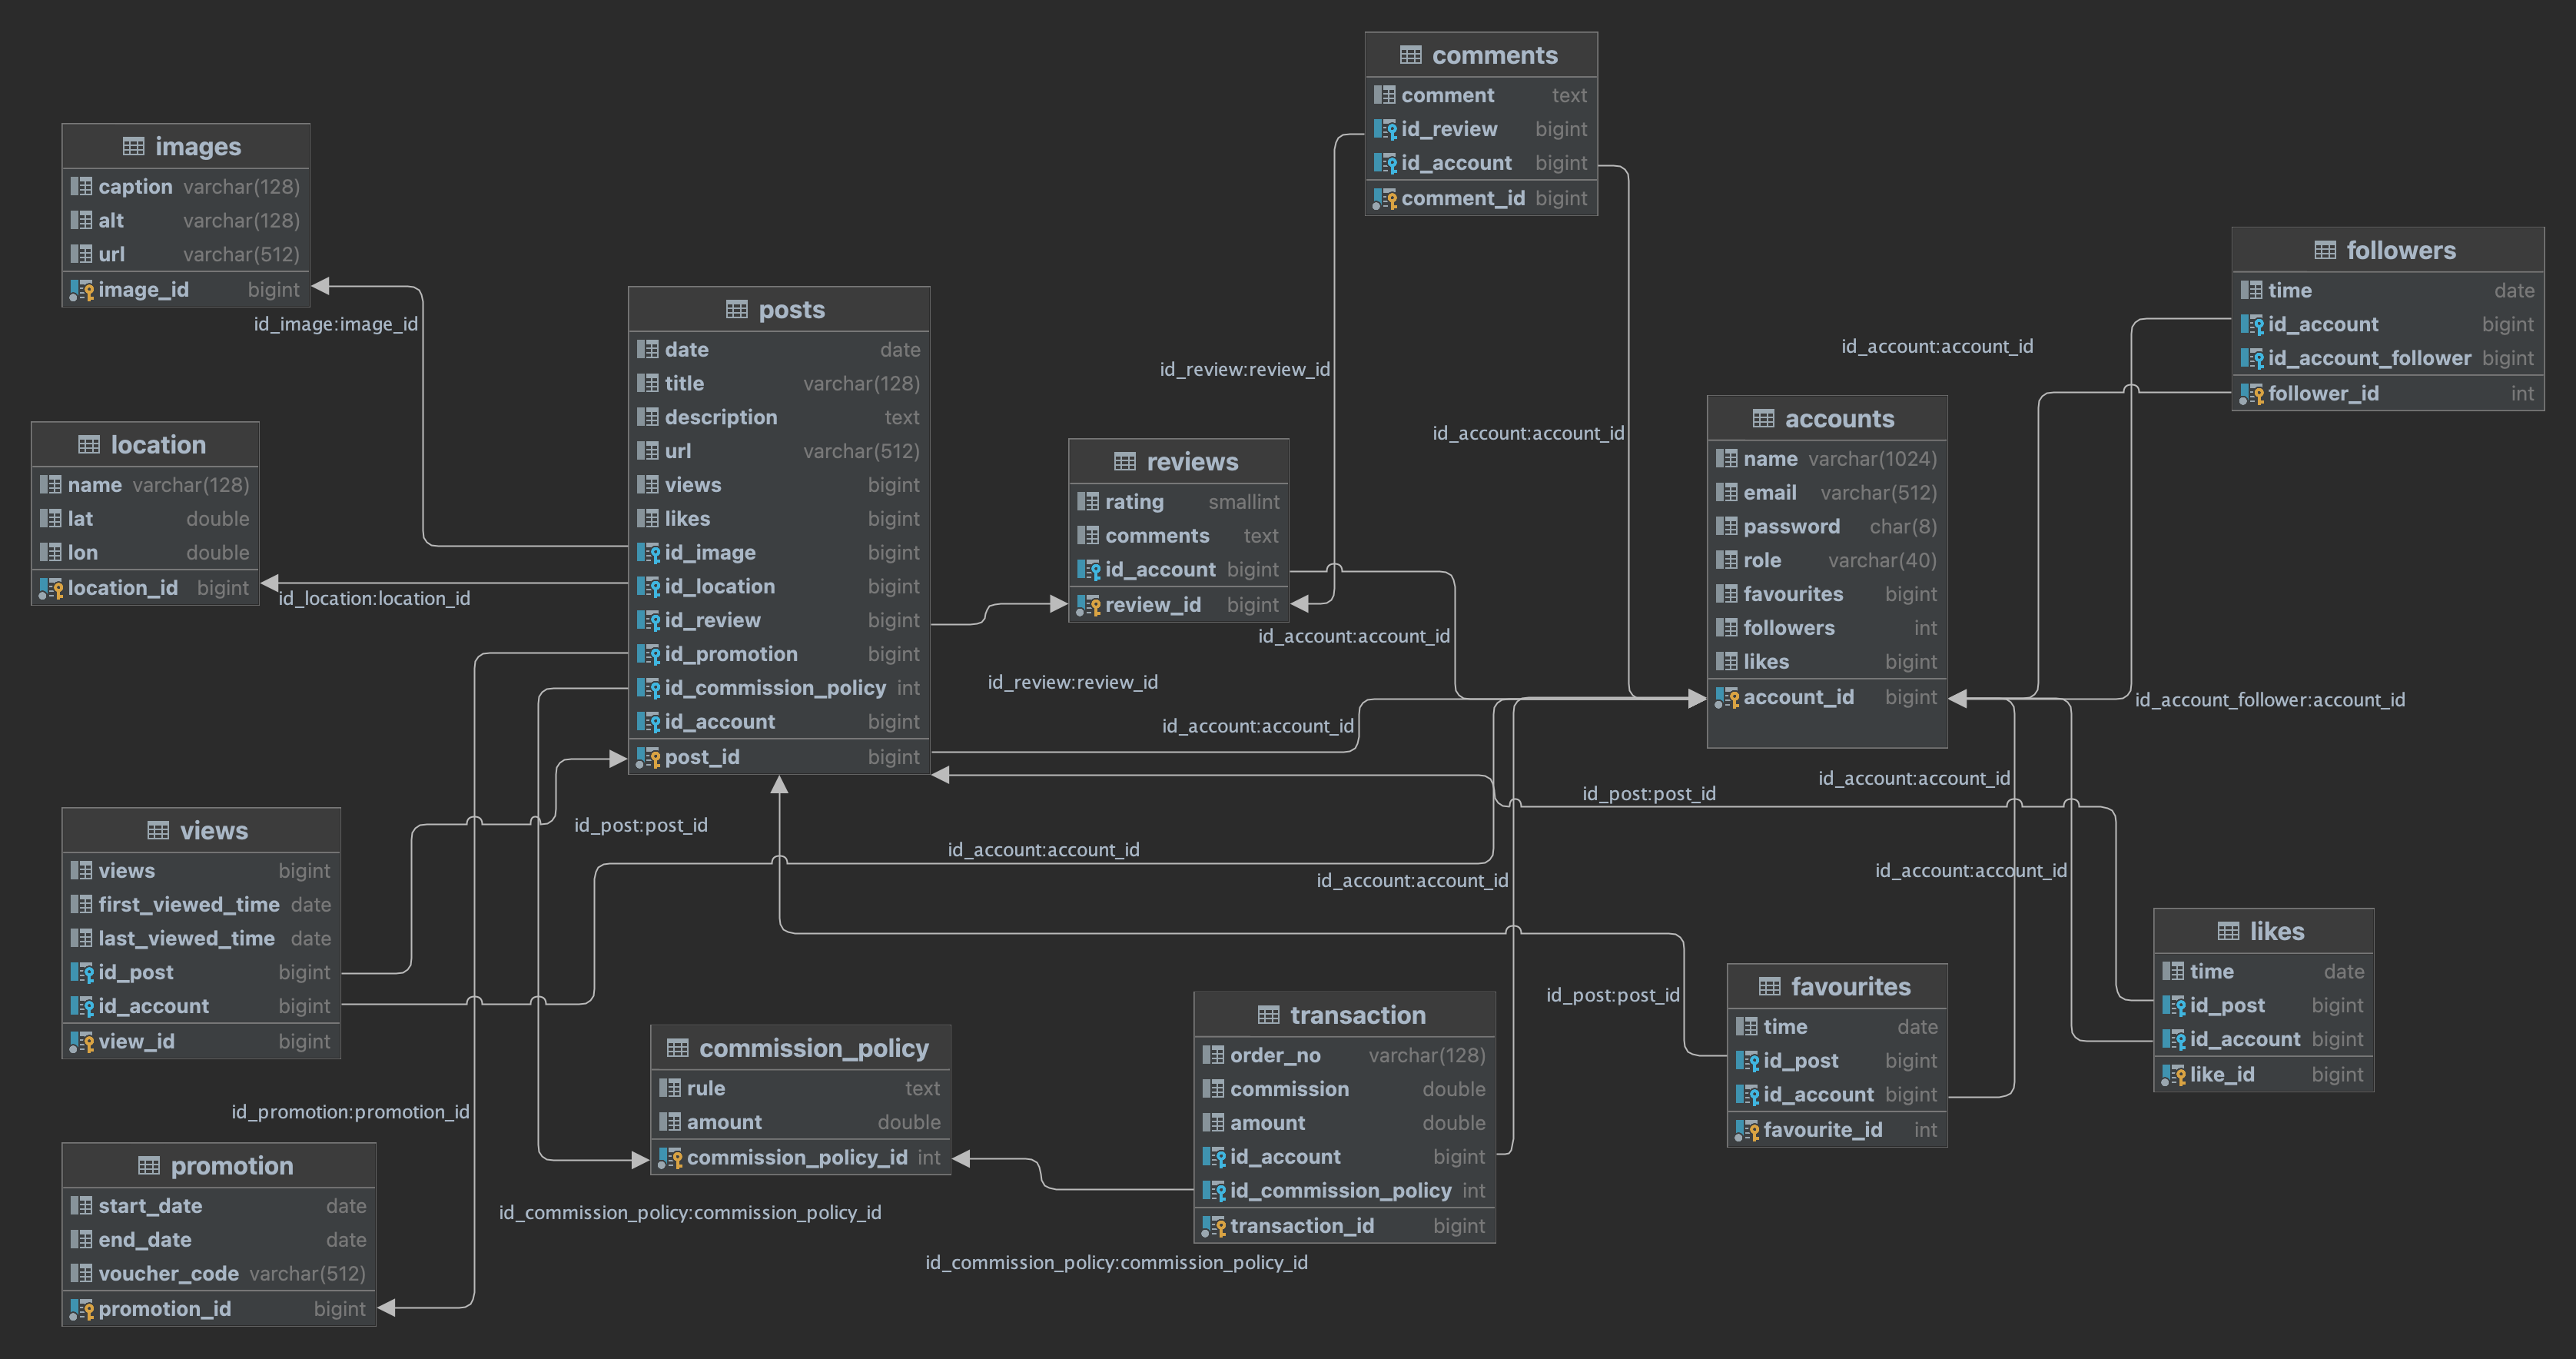 comments
comment text
id_review bigint
id_account bigint
comment_id bigint
images
caption varchar(128)
alt varchar(128)
url varchar(512)
image_id bigint
id_image:image_id
followers
time date
id_account bigint
id_account_follower bigint
follower_id int
posts
date date
title varchar(128)
description text
url varchar(512)
views bigint
likes bigint
id_image bigint
id_location bigint
id_review bigint
id_promotion bigint
id_commission_policy int
id_account bigint
post_id bigint
id_review:review_id
id_account:account_id
id_account:account_id
accounts
name varchar(1024)
email varchar(512)
password char(8)
role varchar(40)
favourites bigint
followers int
likes bigint
account_id bigint
location
name varchar(128)
lat double
lon double
location_id bigint
id_location:location_id
reviews
rating smallint
comments text
id_account bigint
review_id bigint
id_account:account_id
id_review:review_id
id_account:account_id
id_account_follower:account_id
id_account:account_id
id_post:post_id
id_post:post_id
id_account:account_id
id_account:account_id
id_account:account_id
views
views bigint
first_viewed_time date
last_viewed_time date
id_post bigint
id_account bigint
view_id bigint
likes
time date
id_post bigint
id_account bigint
like_id bigint
favourites
time date
id_post bigint
id_account bigint
favourite_id int
id_post:post_id
transaction
order_no varchar(128)
commission double
amount double
id_account bigint
id_commission_policy int
transaction_id bigint
commission_policy
rule text
amount double
commission_policy_id int
id_promotion:promotion_id
promotion
start_date date
end_date date
voucher_code varchar(512)
promotion_id bigint
id_commission_policy:commission_policy_id
id_commission_policy:commission_policy_id